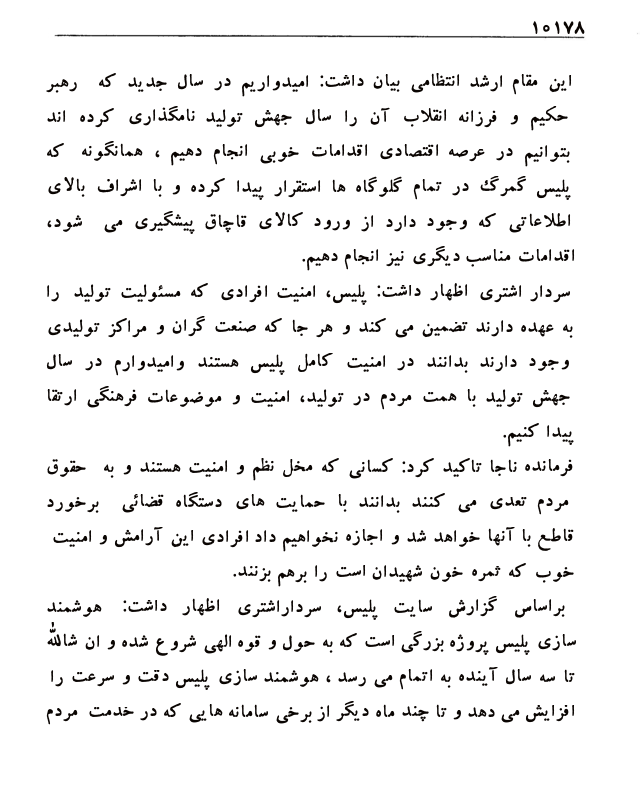 ۱۰۱۷۸
این مقام ارشد انتظامی بیان داشت: امیدواریم در سال جدید که رهبر
حکیم و فرزانه انقلاب آن را سال جهش تولید نامگذاری کرده اند
بتوانیم در عرصه اقتصادی اقدامات خوبی انجام دهیم ، همانگونه که
پلیس گمرک در تمام گلوگاه ها استقرار پیدا کرده و با اشراف بالای
اطلاعاتی که وجود دارد از ورود کالای قاچاق پیشگیری می شود،
اقدامات مناسب دیگری نیز انجام دهیم.
سردار اشتری اظهار داشت: پلیس، امنیت افرادی که مسئولیت تولید را
به عهده دارند تضمین می کند و هر جا که صنعت گران و مراکز تولیدی
وجود دارند بدانند در امنیت کامل پلیس هستند وامیدوارم در سال
جهش تولید با همت مردم در تولید، امنیت و موضوعات فرهنگی ارتقا
پیدا کنیم.
فرمانده ناجا تاکید کرد: کسانی که مخل نظم و امنیت هستند و به حقوق
مردم تعدی می کنند بدانند با حمایت های دستگاه قضائی برخورد
قاطع با آنها خواهد شد و اجازه نخواهیم داد افرادی این آرامش و امنیت
خوب که ثمره خون شهیدان است را برهم بزنند.
براساس گزارش سایت پلیس، سرداراشتری اظهار داشت: هوشمند
سازی پلیس پروژه بزرگی است که به حول و قوه الهی شروع شده و ان شاالله
تا سه سال آینده به اتمام می رسد ، هوشمند سازی پلیس دقت و سرعت را
افزایش می دهد و تا چند ماه دیگر از برخی سامانه هایی که در خدمت مردم